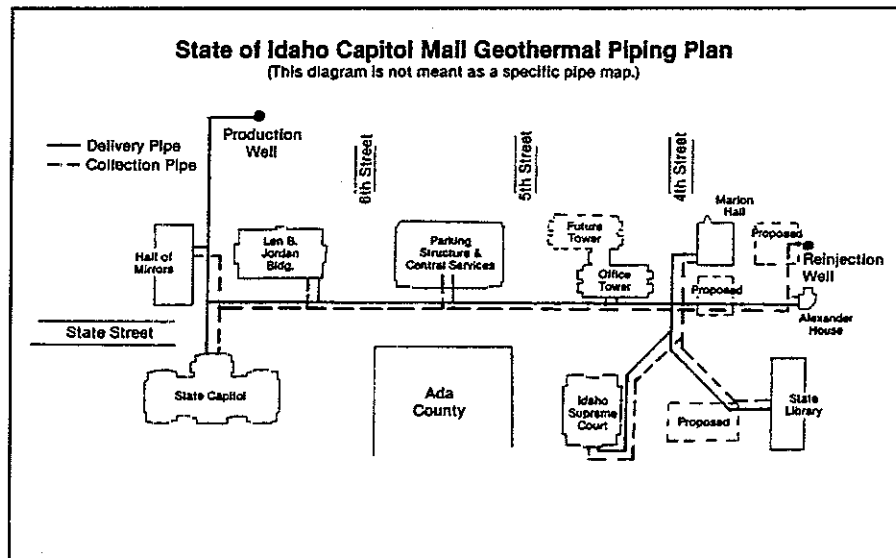 State of Idaho Capitol Mall Geothermal Piping Plan
(This diagram is not meant as a specific pipe map.)
Delivery Pipe
Collection Pipe
Production
Well
6th Street
5th Street
4th Street
Marion
Hall
Hall of
Mirrors
Len B.
Jordan
Bldg.
Parking
Structure &
Central Services
Future
Tower
Office
Tower
Proposed
Reinjection
Well
Proposed
Alexander
House
State Street
State Capitol
Ada
County
Idaho
Supreme
Court
Proposed
State
Library